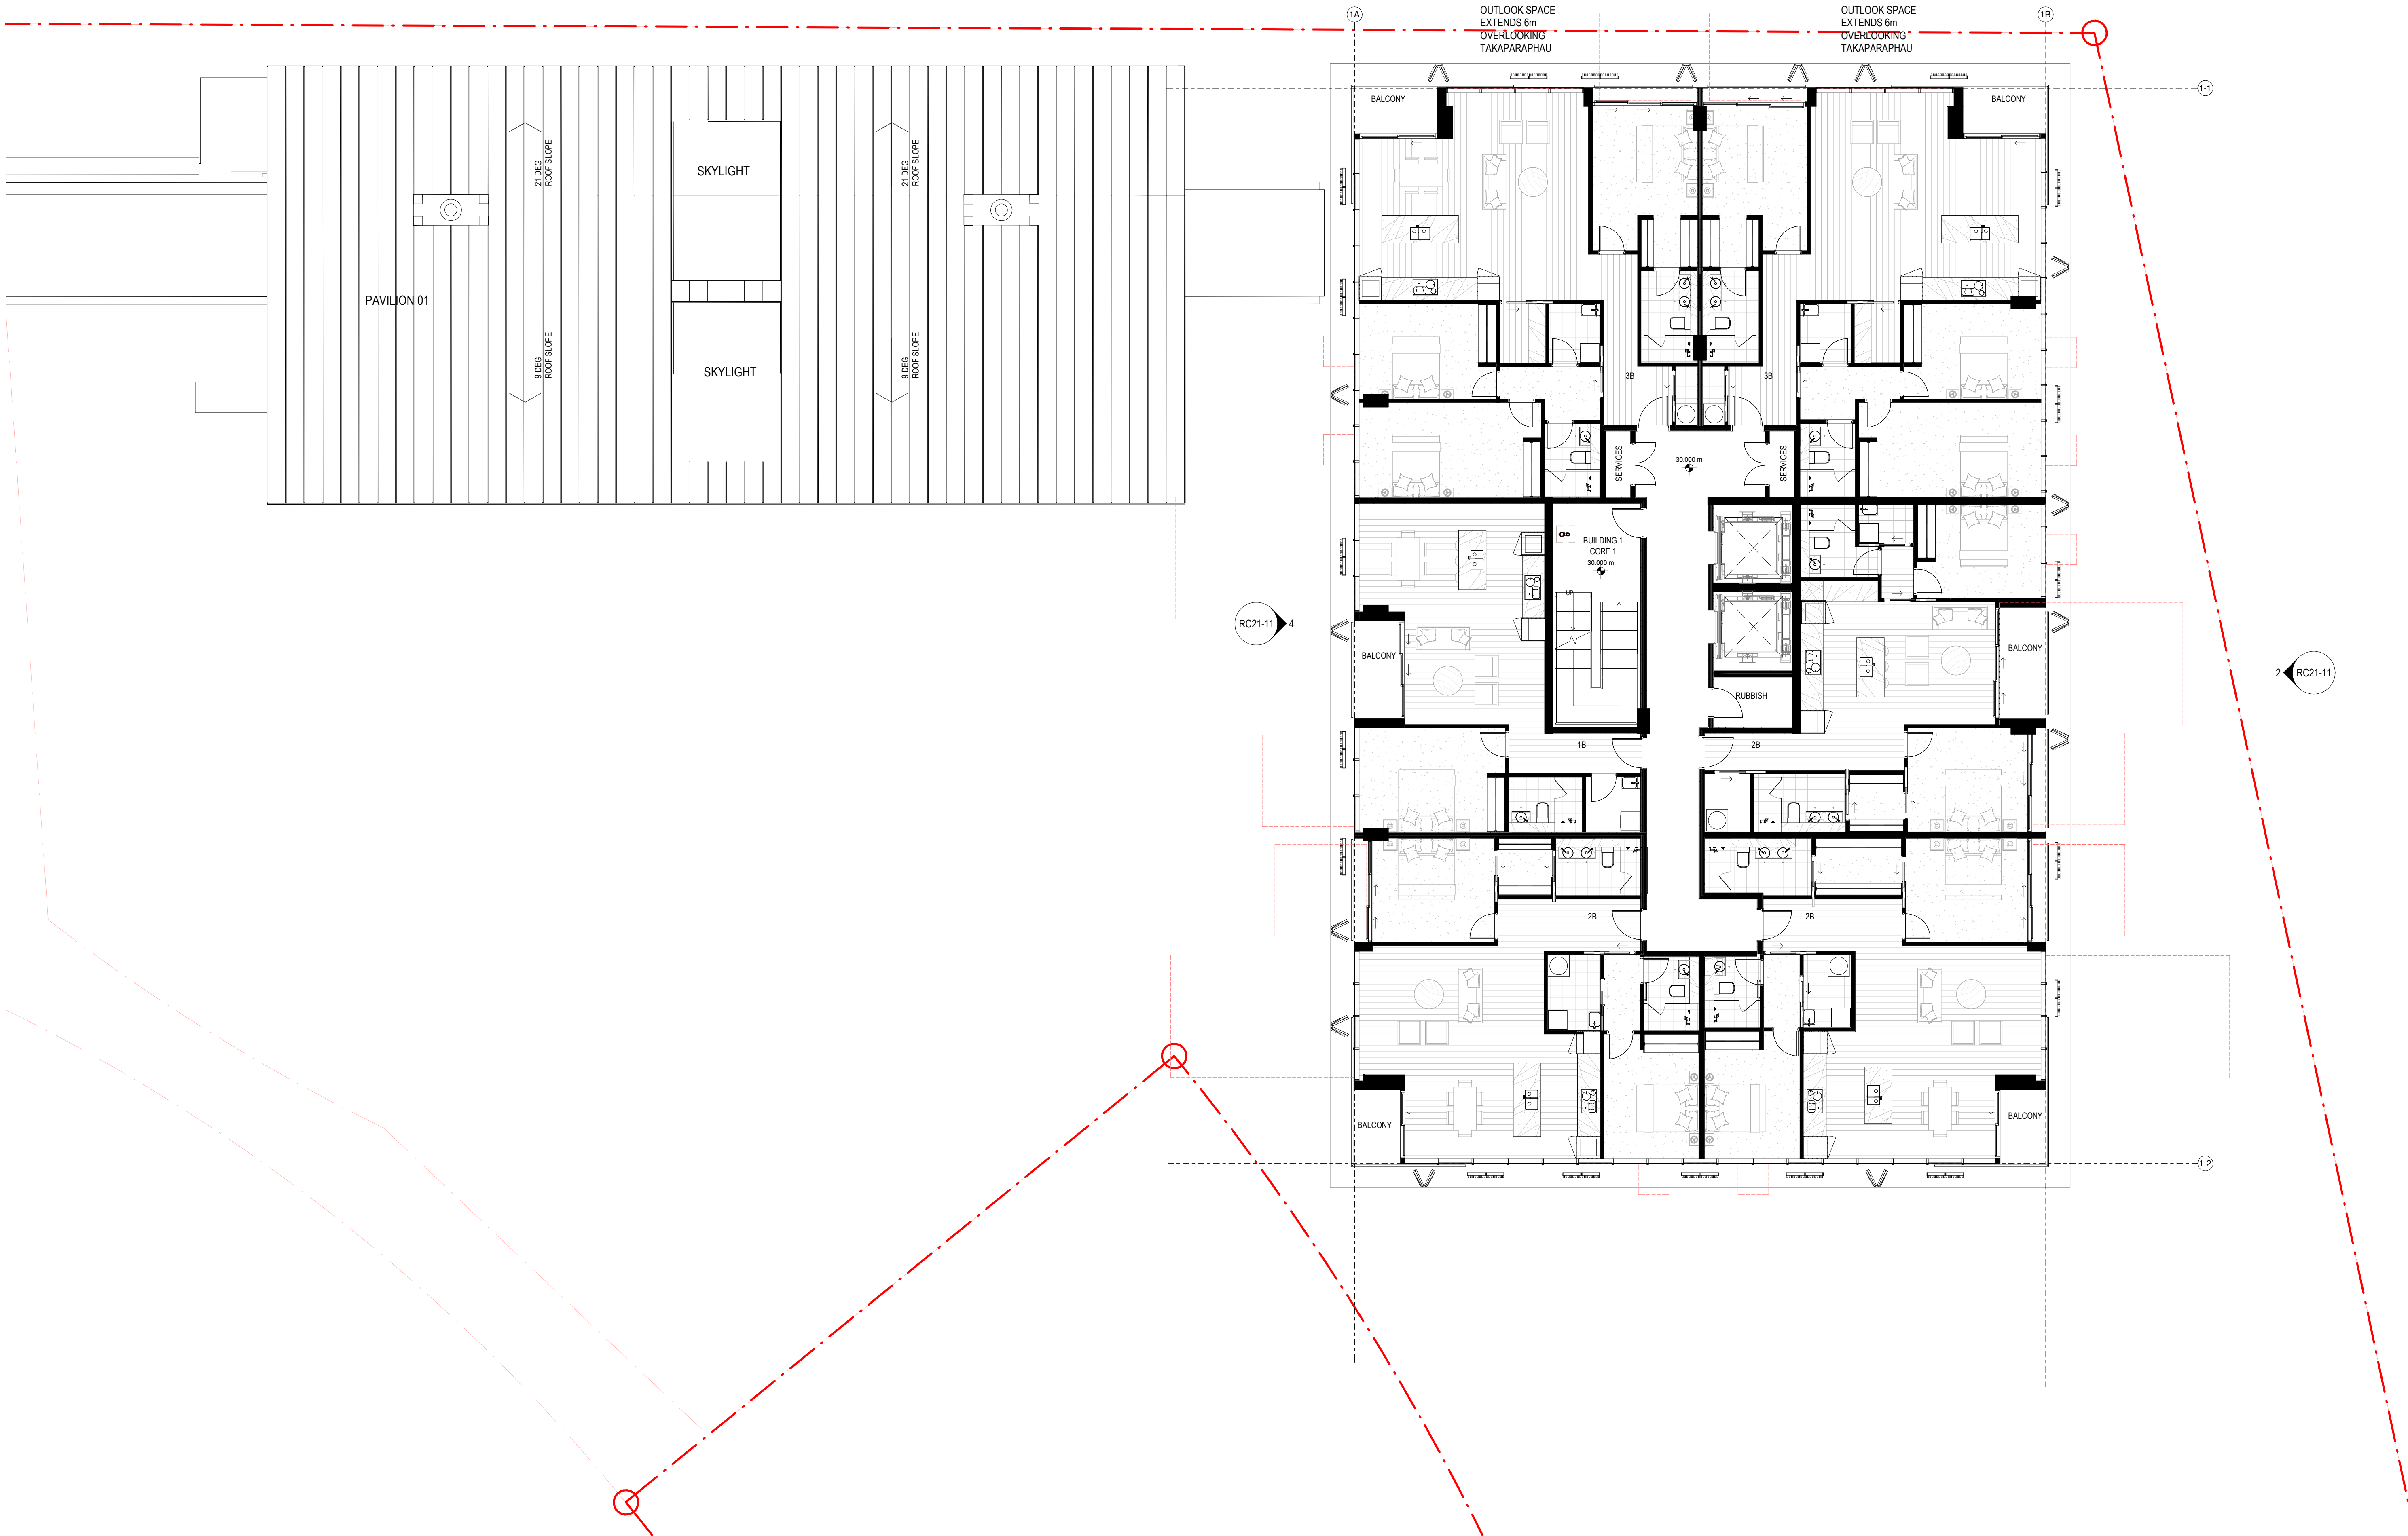 1A
OUTLOOK SPACE
EXTENDS 6m
OVERLOOKING
TAKAPARAPHAU
OUTLOOK SPACE
EXTENDS 6m
OVERLOOKING
TAKAPARAPHAU
1B
1-1
BALCONY
BALCONY
21 DEG
ROOF SLOPE
SKYLIGHT
21 DEG
ROOF SLOPE
PAVILION 01
9 DEG
ROOF SLOPE
SKYLIGHT
9 DEG
ROOF SLOPE
3B
3B
SERVICES
30.000 m
SERVICES
BUILDING 1
CORE 1
30.000 m
UP
RC21-11
4
BALCONY
BALCONY
2
RC21-11
RUBBISH
1B
2B
2B
2B
BALCONY
BALCONY
1-2